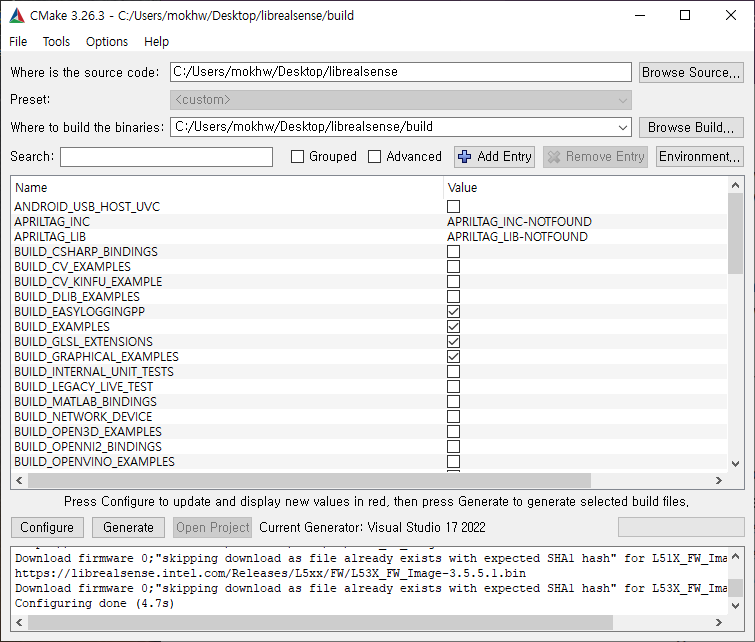 CMake 3.26.3 - C:/Users/mokhw/Desktop/librealsense/build
File Tools Options Help
Where is the source code: C:/Users/mokhw/Desktop/librealsense Browse Source...
Preset: <custom>
Where to build the binaries: C:/Users/mokhw/Desktop/librealsense/build Browse Build...
Search: Grouped Advanced Add Entry Remove Entry Environment...
Name Value
ANDROID_USB_HOST_UVC
APRILTAG_INC APRILTAG_INC-NOTFOUND
APRILTAG_LIB APRILTAG_LIB-NOTFOUND
BUILD_CSHARP_BINDINGS
BUILD_CV_EXAMPLES
BUILD_CV_KINFU_EXAMPLE
BUILD_DLIB_EXAMPLES
BUILD_EASYLOGGINGPP
BUILD_EXAMPLES
BUILD_GLSL_EXTENSIONS
BUILD_GRAPHICAL_EXAMPLES
BUILD_INTERNAL_UNIT_TESTS
BUILD_LEGACY_LIVE_TEST
BUILD_MATLAB_BINDINGS
BUILD_NETWORK_DEVICE
BUILD_OPEN3D_EXAMPLES
BUILD_OPENNI2_BINDINGS
BUILD_OPENVINO_EXAMPLES
Press Configure to update and display new values in red, then press Generate to generate selected build files.
Configure Generate Open Project Current Generator: Visual Studio 17 2022
Download firmware 0;"skipping download as file already exists with expected SHA1 hash" for L51X_FW_Ima
https://librealsense.intel.com/Releases/L5xx/FW/L53X_FW_Image-3.5.5.1.bin
Download firmware 0;"skipping download as file already exists with expected SHA1 hash" for L53X_FW_Ima
Configuring done (4.7s)